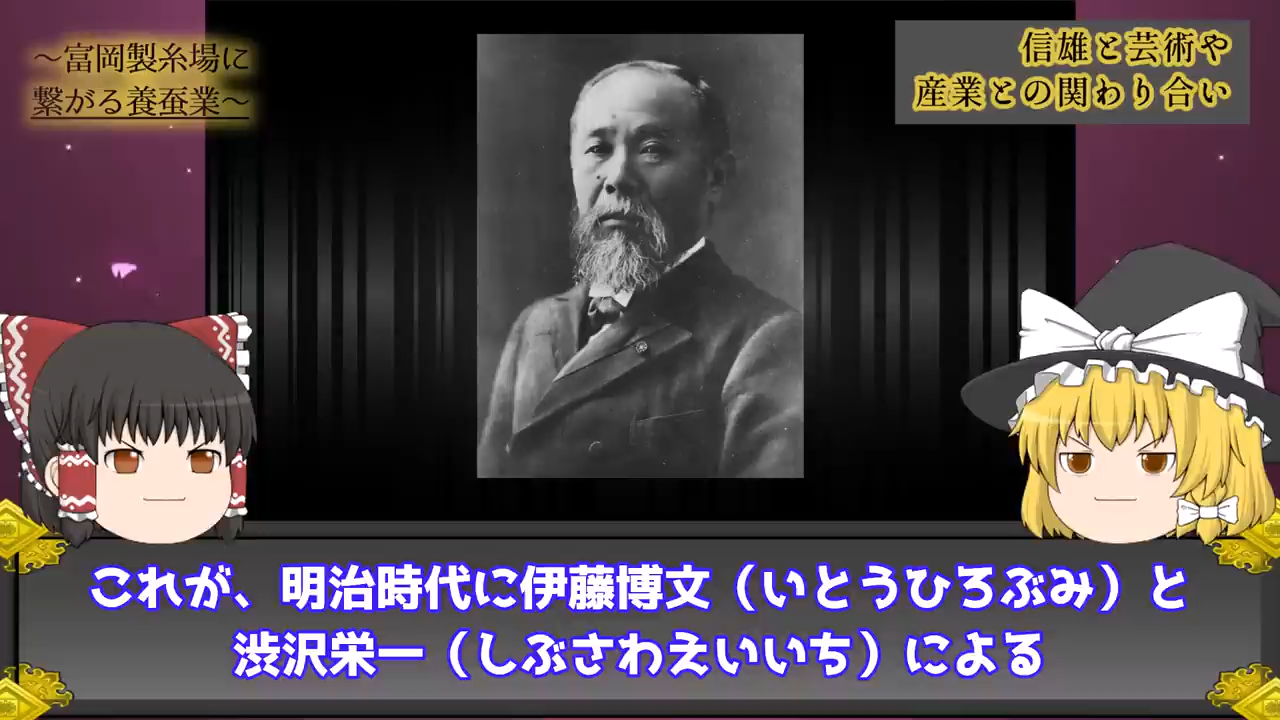 ～富岡製糸場に
繋がる養蚕業～
信雄と芸術や
産業との関わり合い
これが、明治時代に伊藤博文（いとうひろぶみ）と
渋沢栄一（しぶさわえいいち）による